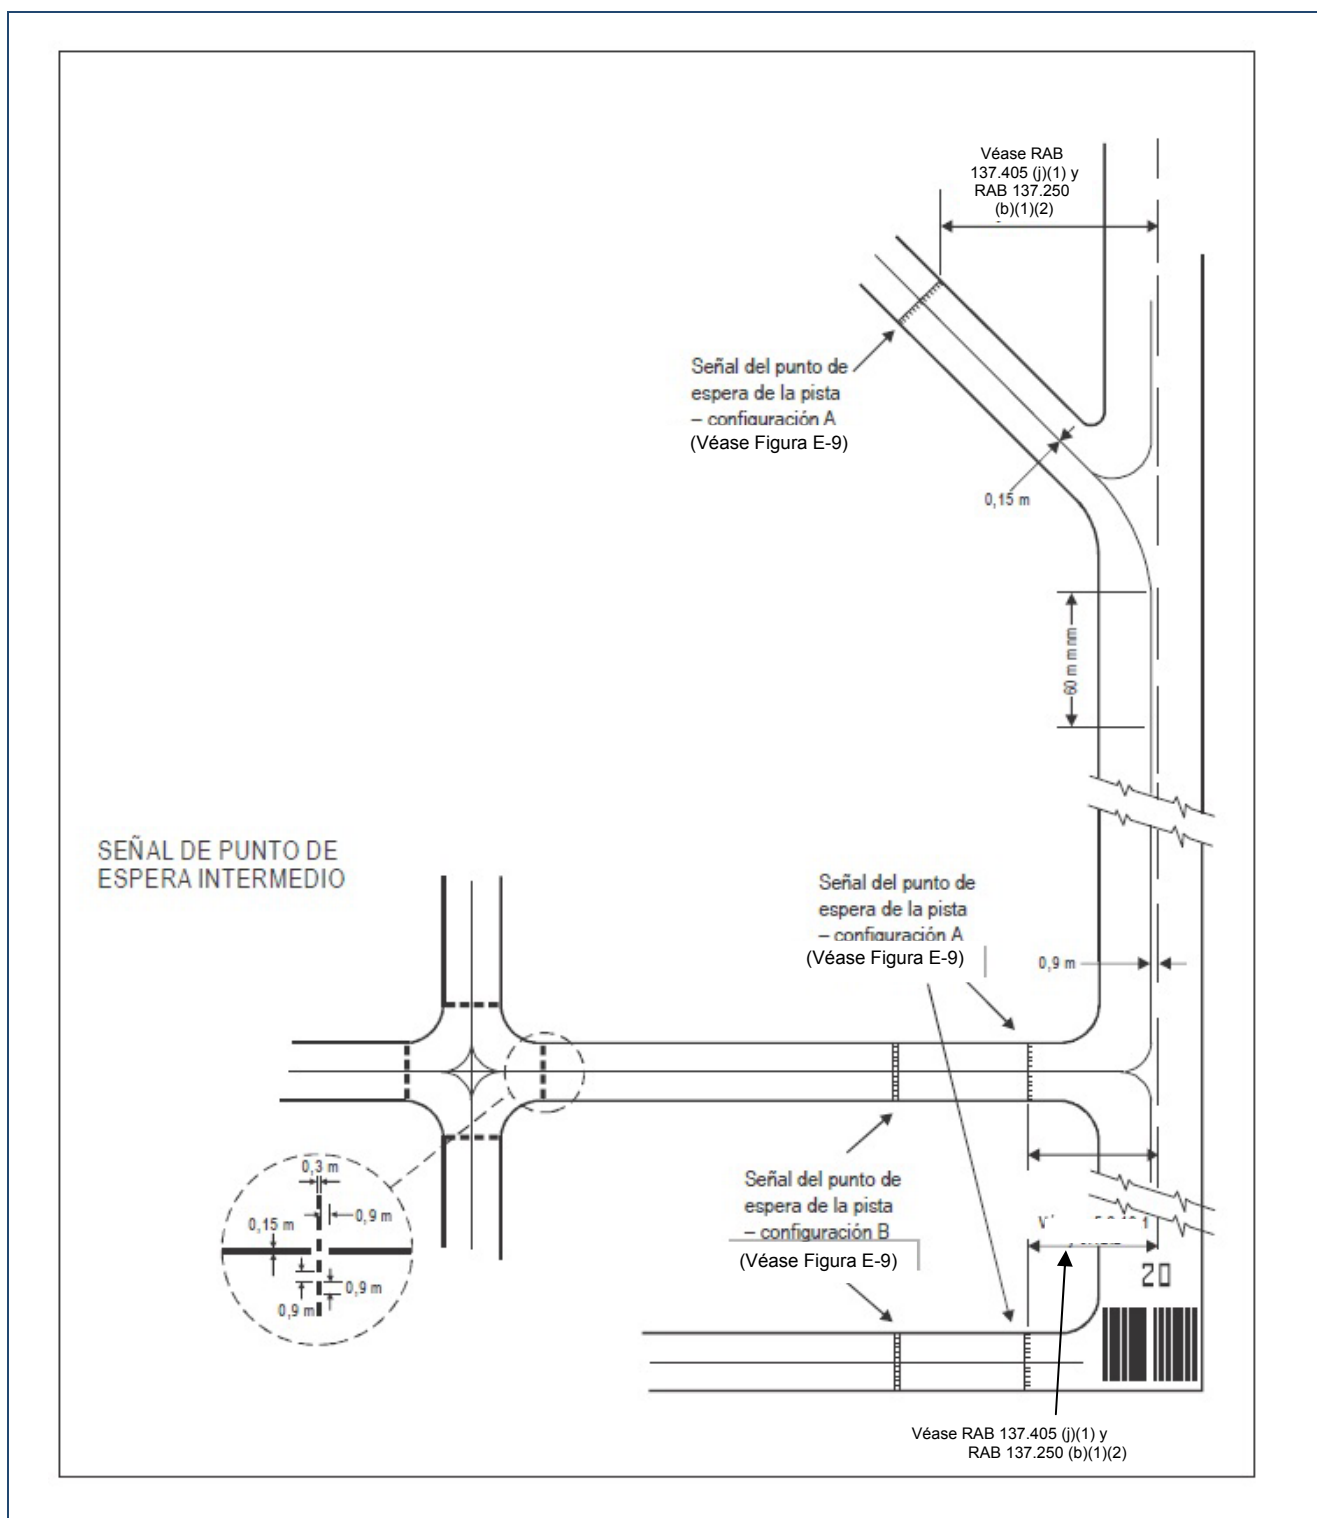 Véase RAB
137.405 (j)(1) y
RAB 137.250
(b)(1)(2)
Señal del punto de
espera de la pista
– configuración A
(Véase Figura E-9)
0,15 m
60 m
SEÑAL DE PUNTO DE
ESPERA INTERMEDIO
Señal del punto de
espera de la pista
– configuración A
(Véase Figura E-9)
0,9 m
0,3 m
0,15 m
0,9 m
0,9 m
0,9 m
Señal del punto de
espera de la pista
– configuración B
(Véase Figura E-9)
20
Véase RAB 137.405 (j)(1) y
RAB 137.250 (b)(1)(2)